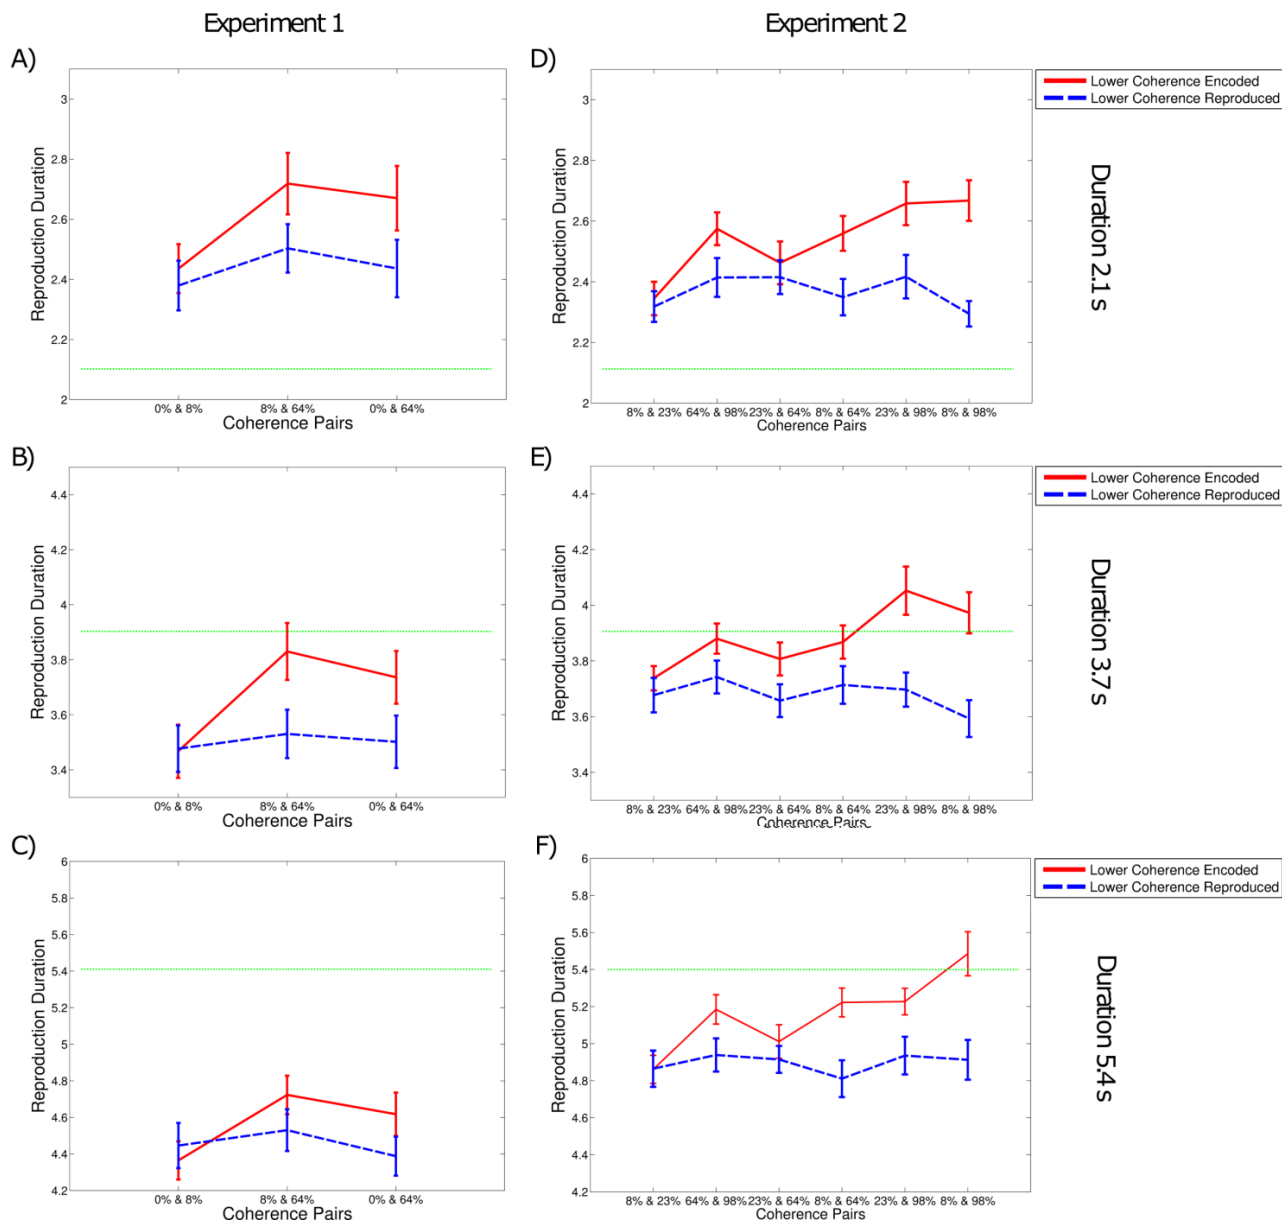 Experiment 1
Experiment 2
A)
Reproduction Duration
3
2.8
2.6
2.4
2.2
2
0% & 8%
8% & 64%
0% & 64%
Coherence Pairs
D)
Reproduction Duration
3
2.8
2.6
2.4
2.2
2
8% & 23%
64% & 98%
23% & 64%
8% & 64%
23% & 98%
8% & 98%
Coherence Pairs
Lower Coherence Encoded
Lower Coherence Reproduced
Duration 2.1 s
B)
Reproduction Duration
4.4
4.2
4
3.8
3.6
3.4
0% & 8%
8% & 64%
0% & 64%
Coherence Pairs
E)
Reproduction Duration
4.4
4.2
4
3.8
3.6
3.4
8% & 23%
64% & 98%
23% & 64%
8% & 64%
23% & 98%
8% & 98%
Coherence Pairs
Lower Coherence Encoded
Lower Coherence Reproduced
Duration 3.7 s
C)
Reproduction Duration
6
5.8
5.6
5.4
5.2
5
4.8
4.6
4.4
4.2
0% & 8%
8% & 64%
0% & 64%
Coherence Pairs
F)
Reproduction Duration
6
5.8
5.6
5.4
5.2
5
4.8
4.6
4.4
4.2
8% & 23%
64% & 98%
23% & 64%
8% & 64%
23% & 98%
8% & 98%
Coherence Pairs
Lower Coherence Encoded
Lower Coherence Reproduced
Duration 5.4 s